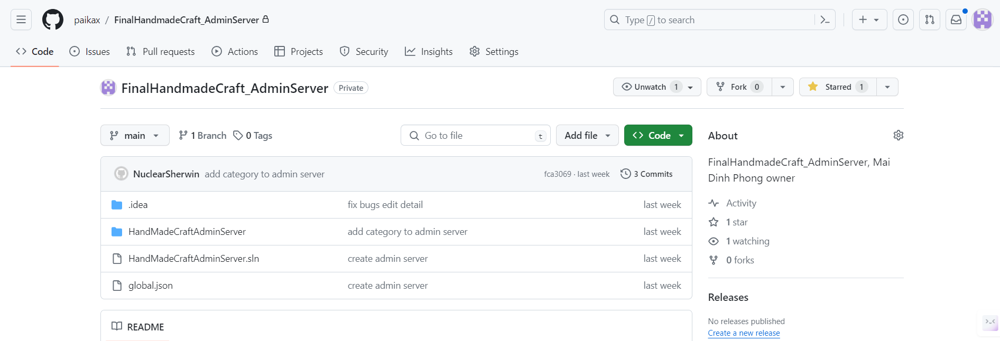 paikax / FinalHandmadeCraft_AdminServer
Type / to search
Code Issues Pull requests Actions Projects Security Insights Settings
FinalHandmadeCraft_AdminServer Private
Unwatch 1 Fork 0 Starred 1
main 1 Branch 0 Tags
Go to file t Add file Code
NuclearSherwin add category to admin server fca3069 · last week 3 Commits
.idea fix bugs edit detail last week
HandMadeCraftAdminServer add category to admin server last week
HandMadeCraftAdminServer.sln create admin server last week
global.json create admin server last week
README
About
FinalHandmadeCraft_AdminServer, Mai
Dinh Phong owner
Activity
1 star
1 watching
0 forks
Releases
No releases published
Create a new release